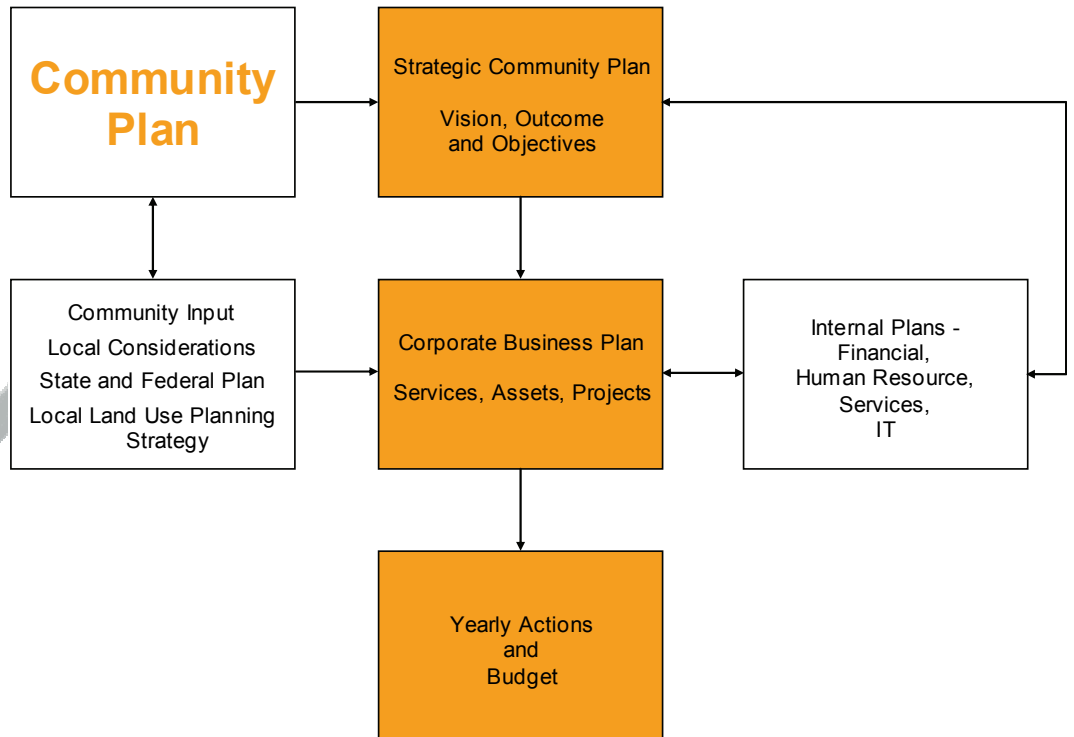 Community
Plan
Strategic Community Plan
Vision, Outcome
and Objectives
Community Input
Local Considerations
State and Federal Plan
Local Land Use Planning
Strategy
Corporate Business Plan
Services, Assets, Projects
Internal Plans -
Financial,
Human Resource,
Services,
IT
Yearly Actions
and
Budget